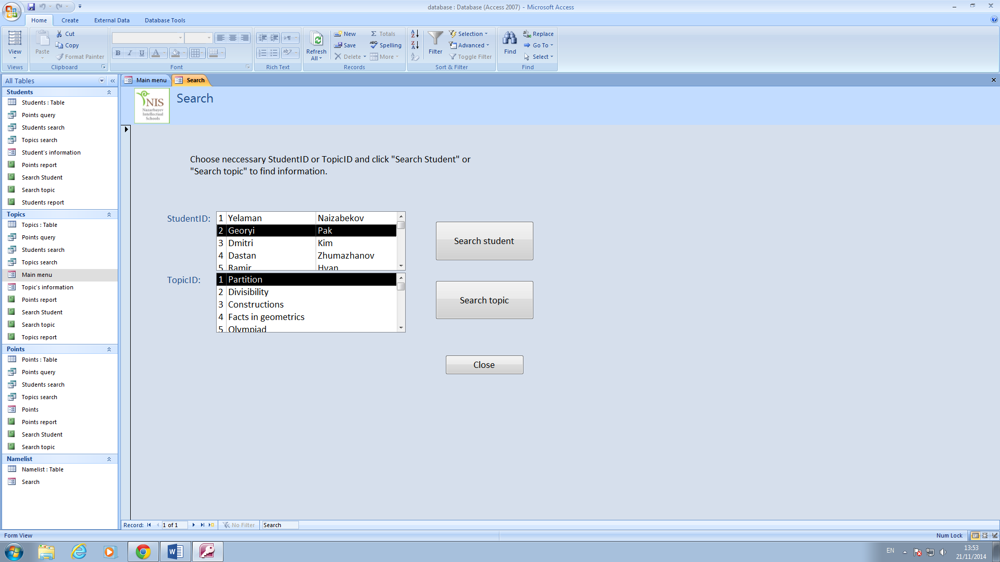 database : Database (Access 2007) - Microsoft Access
Home Create External Data Database Tools
View
Views
Paste
Cut
Copy
Format Painter
Clipboard
B I U A
Font
Rich Text
Refresh All
New
Save
Delete
Totals
Spelling
More
Records
Filter
Selection
Advanced
Toggle Filter
Sort & Filter
Find
Replace
Go To
Select
Find
All Tables
Students
Students : Table
Points query
Students search
Topics search
Student's information
Points report
Search Student
Search topic
Students report
Topics
Topics : Table
Points query
Students search
Topics search
Main menu
Topic's information
Points report
Search Student
Search topic
Topics report
Points
Points : Table
Points query
Students search
Topics search
Points
Points report
Search Student
Search topic
Namelist
Namelist : Table
Search
Main menu Search
NIS
Nazarbayev
Intellectual
Schools
Search
Choose neccessary StudentID or TopicID and click "Search Student" or
"Search topic" to find information.
StudentID:
1 Yelaman Naizabekov
2 Georyi Pak
3 Dmitri Kim
4 Dastan Zhumazhanov
5 Ramir Hvan
Search student
TopicID:
1 Partition
2 Divisibility
3 Constructions
4 Facts in geometrics
5 Olympiad
Search topic
Close
Record: 1 of 1 No Filter Search
Form View
Num Lock
EN
13:53
21/11/2014